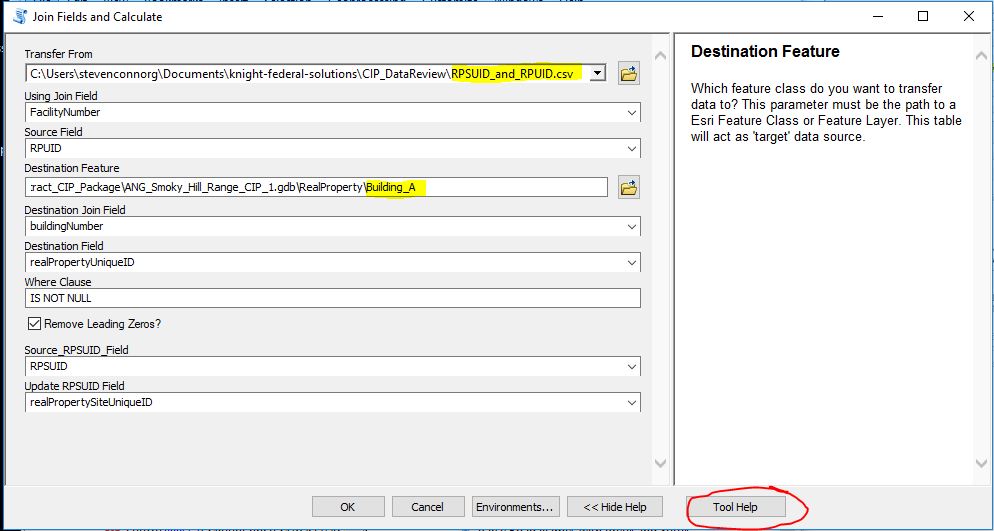 Join Fields and Calculate
Transfer From
C:\Users\stevenconnorg\Documents\knight-federal-solutions\CIP_DataReview\RPSUID_and_RPUID.csv
Using Join Field
FacilityNumber
Source Field
RPUID
Destination Feature
:ract_CIP_Package\ANG_Smoky_Hill_Range_CIP_1.gdb\RealProperty\Building_A
Destination Join Field
buildingNumber
Destination Field
realPropertyUniqueID
Where Clause
IS NOT NULL
Remove Leading Zeros?
Source_RPSUID_Field
RPSUID
Update RPSUID Field
realPropertySiteUniqueID
Destination Feature
Which feature class do you want to transfer
data to? This parameter must be the path to a
Esri Feature Class or Feature Layer. This table
will act as 'target' data source.
OK
Cancel
Environments...
<< Hide Help
Tool Help